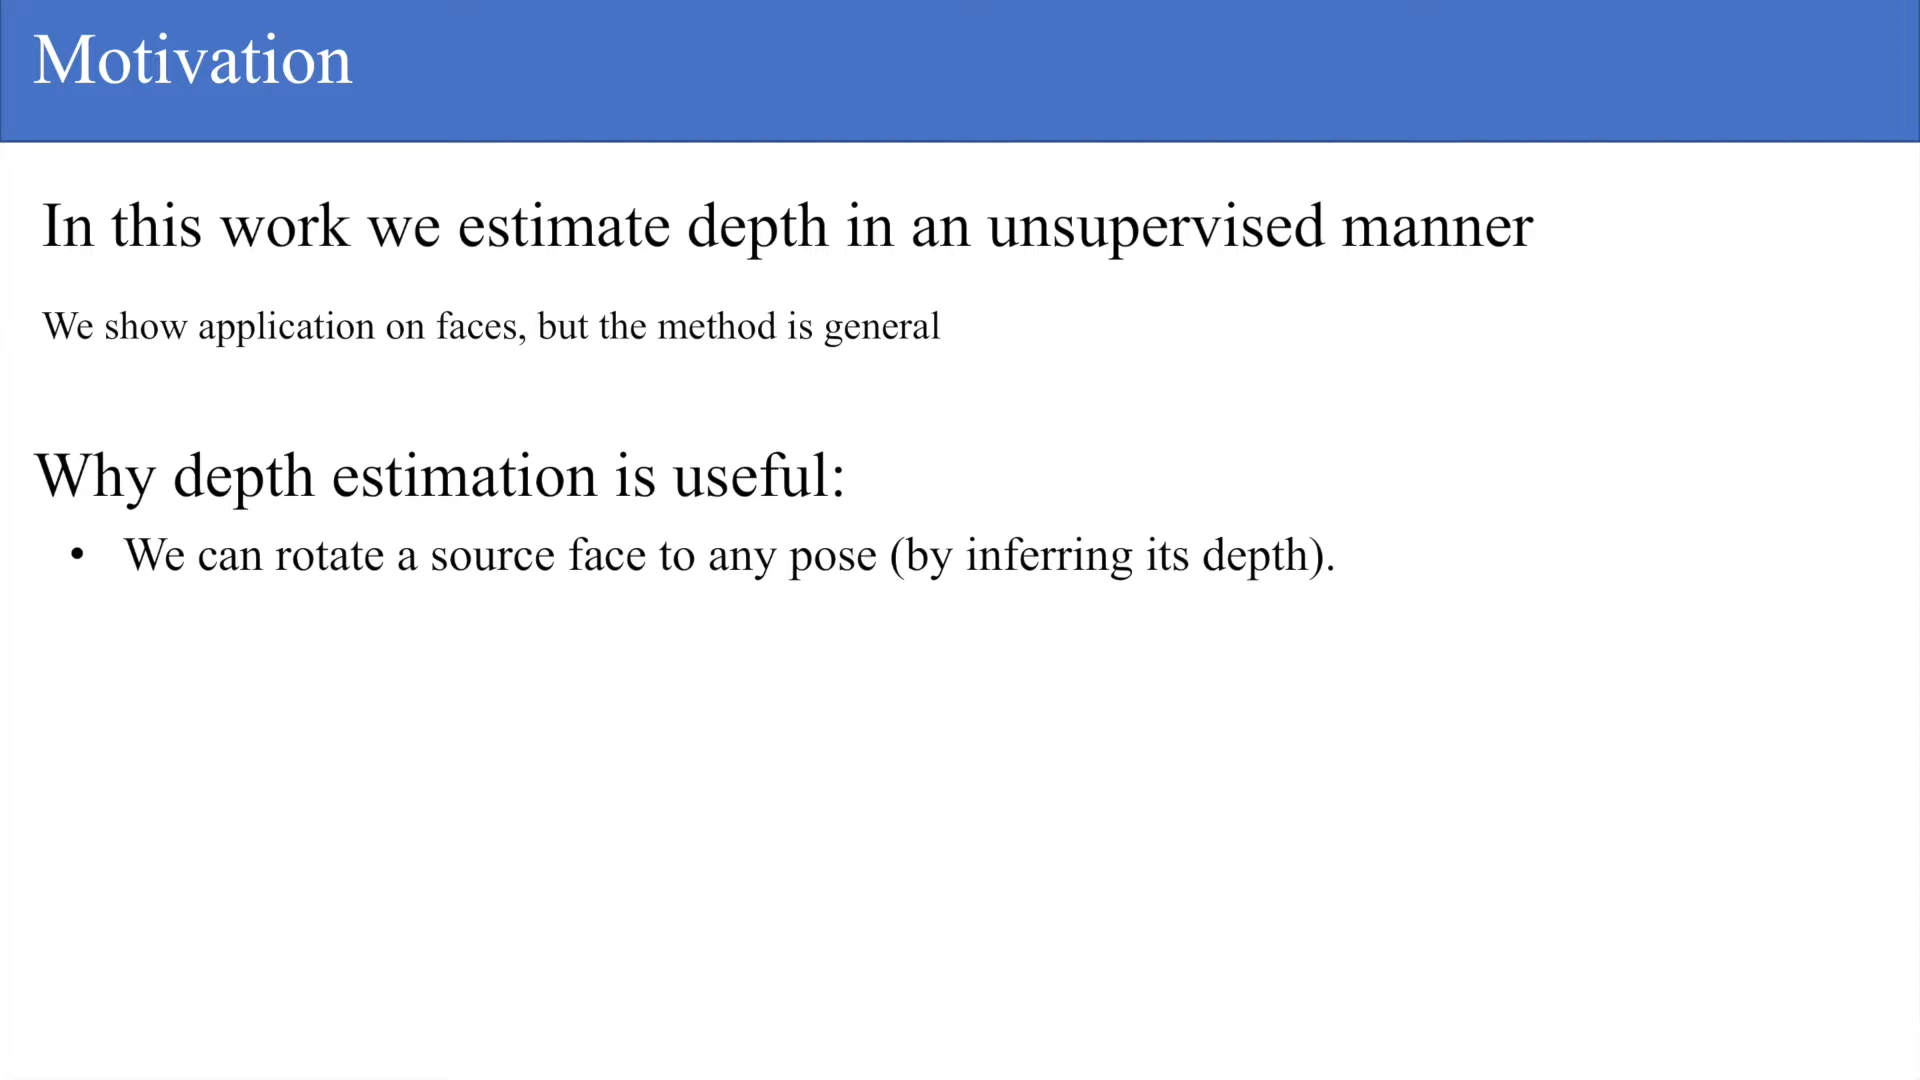 Motivation
In this work we estimate depth in an unsupervised manner
We show application on faces, but the method is general
Why depth estimation is useful:
• We can rotate a source face to any pose (by inferring its depth).